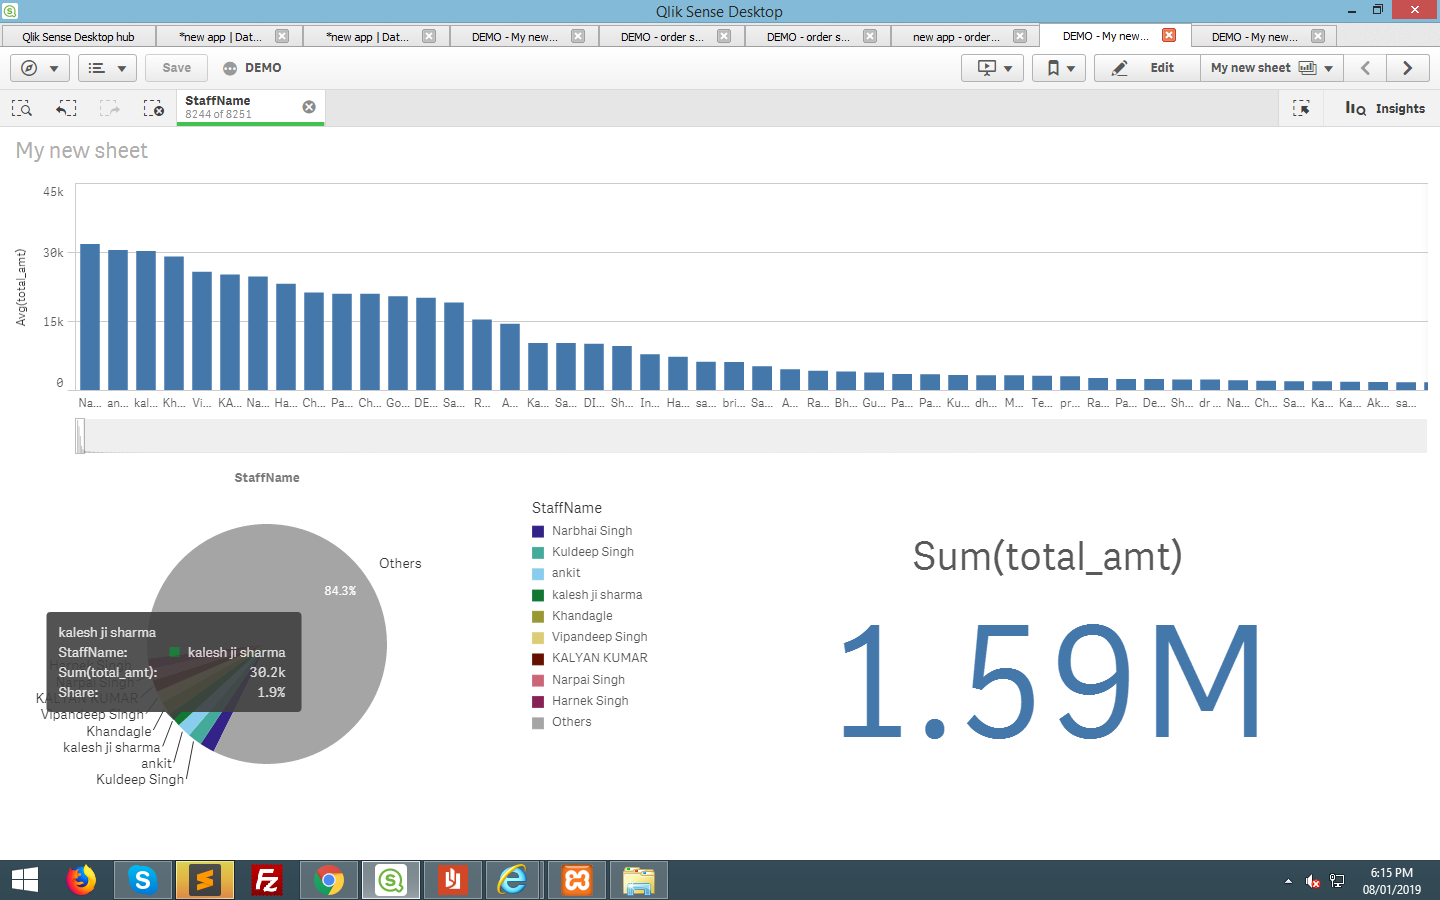 Qlik Sense Desktop
Qlik Sense Desktop hub
*new app | Dat...
*new app | Dat...
DEMO - My new...
DEMO - order s...
DEMO - order s...
new app - order...
DEMO - My new...
DEMO - My new...
Save
DEMO
Edit
My new sheet
StaffName
8244 of 8251
Insights
My new sheet
45k
30k
15k
0
Avg(total_amt)
Na... an... kal... Kh... Vi... KA... Na... Ha... Ch... Pa... Ch... Go... DE... Sa... R... A... Ka... Sa... DI... Sh... In... Ha... sa... bri... Sa... A... Ra... Bh... Gu... Pa... Pa... Ku... dh... M... Te... pr... Ra... Pa... De... Sh... dr ... Na... Ch... Sa... Ka... Ka... Ak... sa...
StaffName
Others
84.3%
kalesh ji sharma
StaffName: kalesh ji sharma
Sum(total_amt): 30.2k
Share: 1.9%
Harnek Singh
Narpai Singh
KALYAN KUMAR
Vipandeep Singh
Khandagle
kalesh ji sharma
ankit
Kuldeep Singh
StaffName
Narbhai Singh
Kuldeep Singh
ankit
kalesh ji sharma
Khandagle
Vipandeep Singh
KALYAN KUMAR
Narpai Singh
Harnek Singh
Others
Sum(total_amt)
1.59M
6:15 PM
08/01/2019